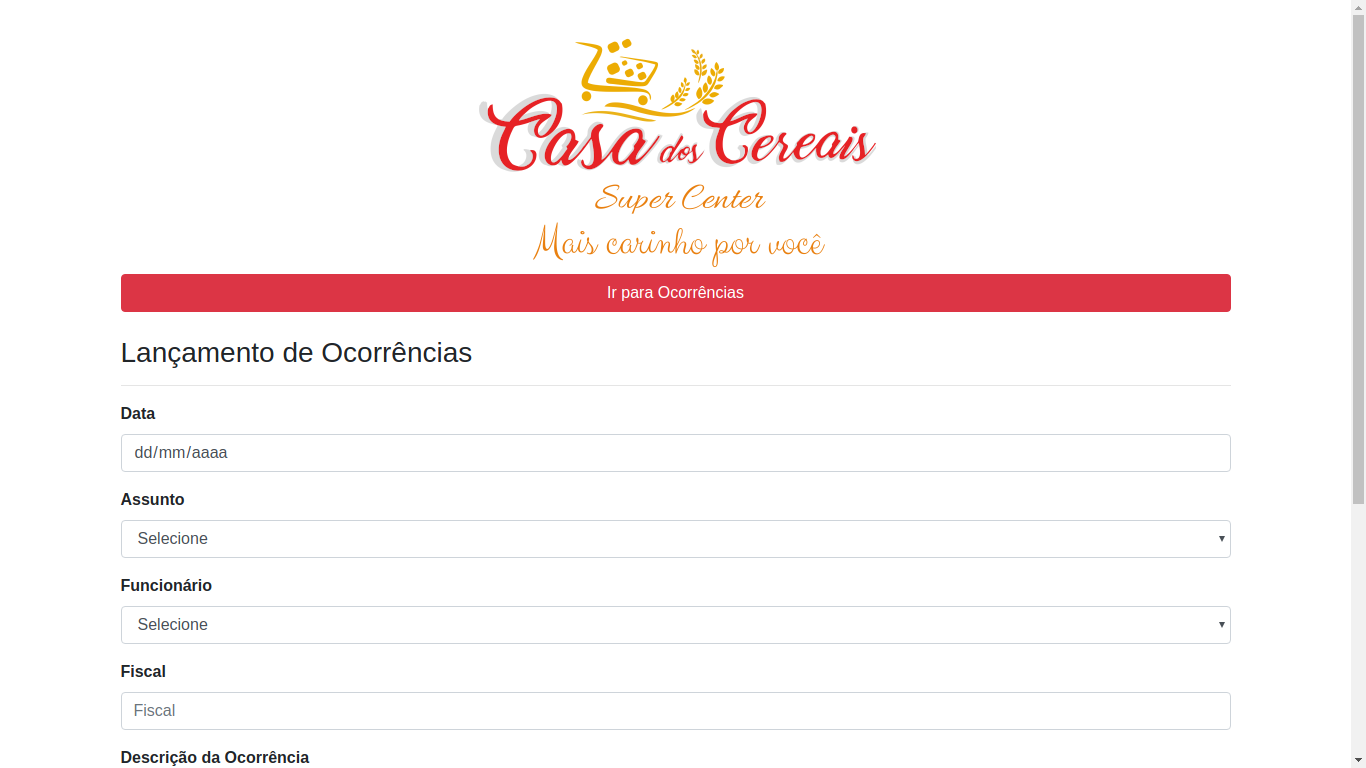 Casa dos Cereais
Super Center
Mais carinho por você
Ir para Ocorrências
Lançamento de Ocorrências
Data
dd/mm/aaaa
Assunto
Selecione
Funcionário
Selecione
Fiscal
Fiscal
Descrição da Ocorrência